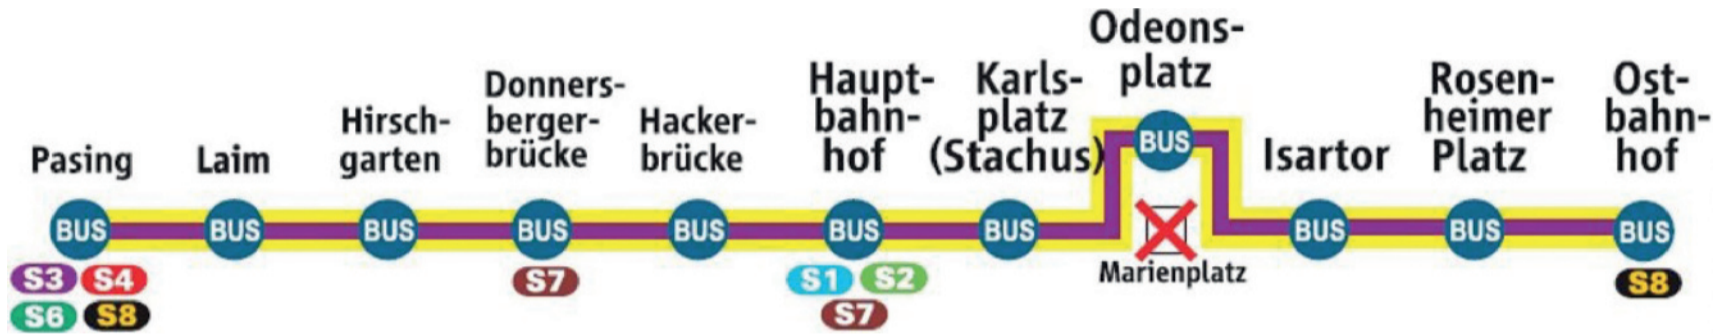 Pasing
Laim
Hirsch-
garten
Donners-
berger-
brücke
Hacker-
brücke
Haupt-
bahn-
hof
Karls-
platz
(Stachus)
Odeons-
platz
Isartor
Rosen-
heimer
Platz
Ost-
bahn-
hof
BUS BUS BUS BUS BUS BUS BUS BUS BUS BUS BUS
Marienplatz
S3 S4
S6 S8
S7
S1 S2
S7
S8